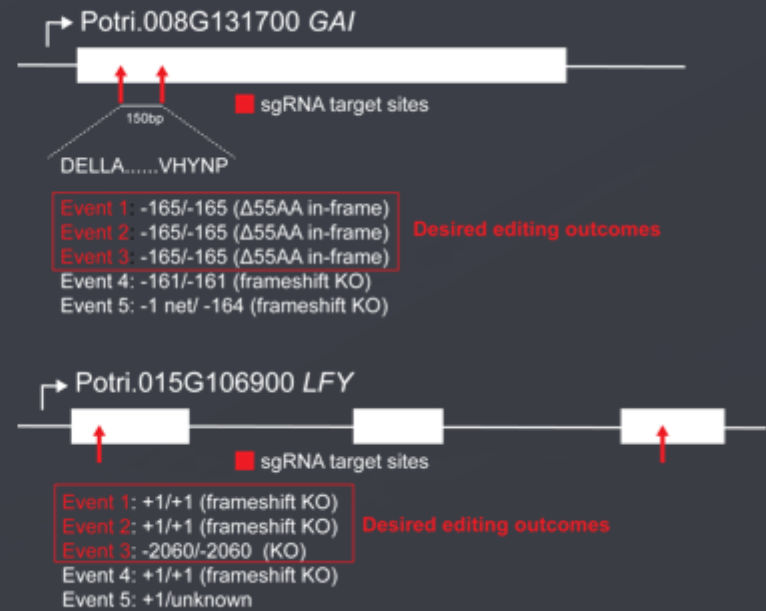 Potri.008G131700 GAI
sgRNA target sites
150bp
DELLA......VHYNP
Event 1: -165/-165 (Δ55AA in-frame)
Event 2: -165/-165 (Δ55AA in-frame)
Desired editing outcomes
Event 3: -165/-165 (Δ55AA in-frame)
Event 4: -161/-161 (frameshift KO)
Event 5: -1 net/ -164 (frameshift KO)
Potri.015G106900 LFY
sgRNA target sites
Event 1: +1/+1 (frameshift KO)
Event 2: +1/+1 (frameshift KO)
Desired editing outcomes
Event 3: -2060/-2060 (KO)
Event 4: +1/+1 (frameshift KO)
Event 5: +1/unknown